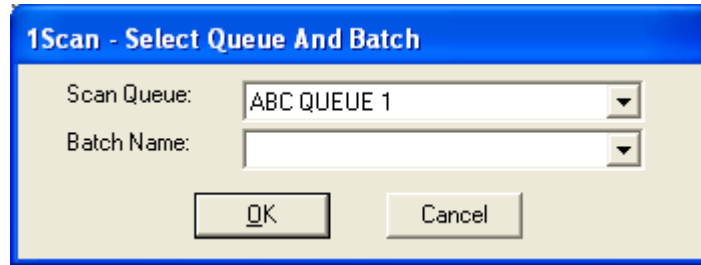 1Scan - Select Queue And Batch
Scan Queue: ABC QUEUE 1
Batch Name:
OK Cancel